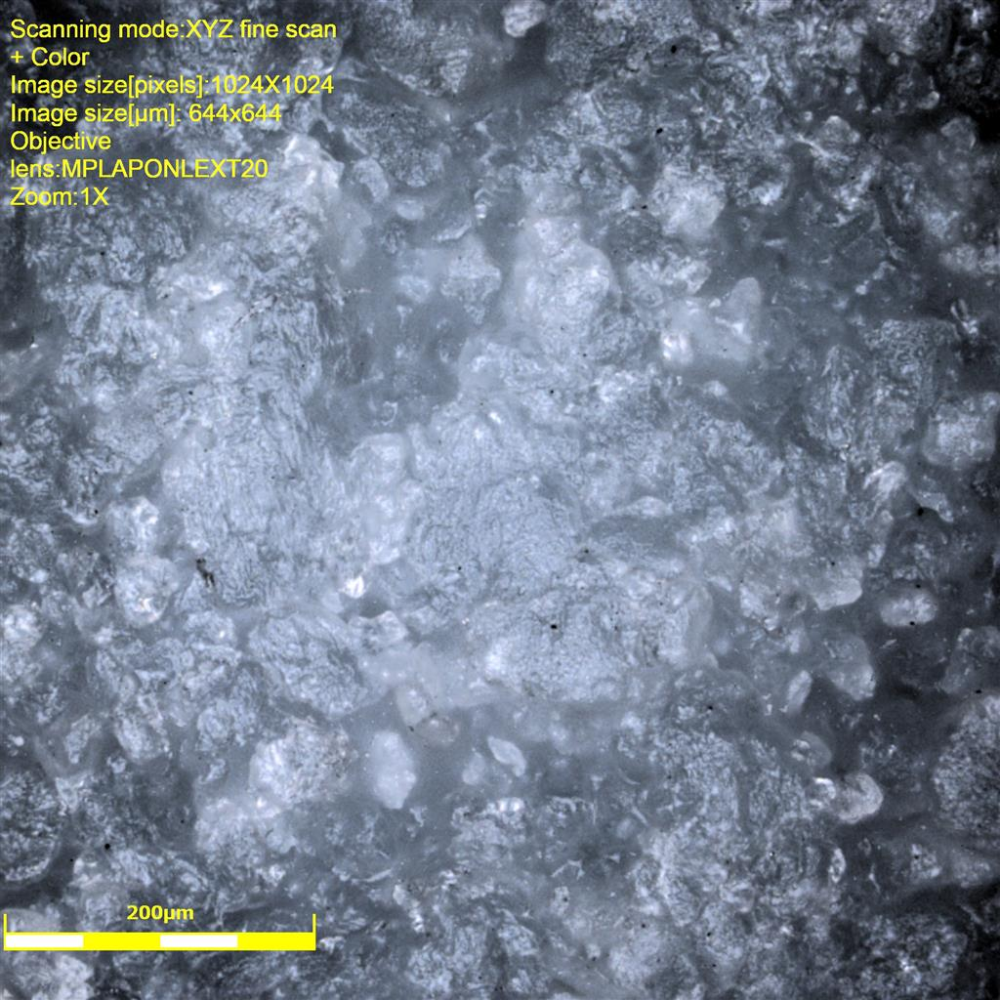 Scanning mode:XYZ fine scan
+ Color
Image size[pixels]:1024X1024
Image size[µm]: 644x644
Objective
lens:MPLAPONLEXT20
Zoom:1X
200µm